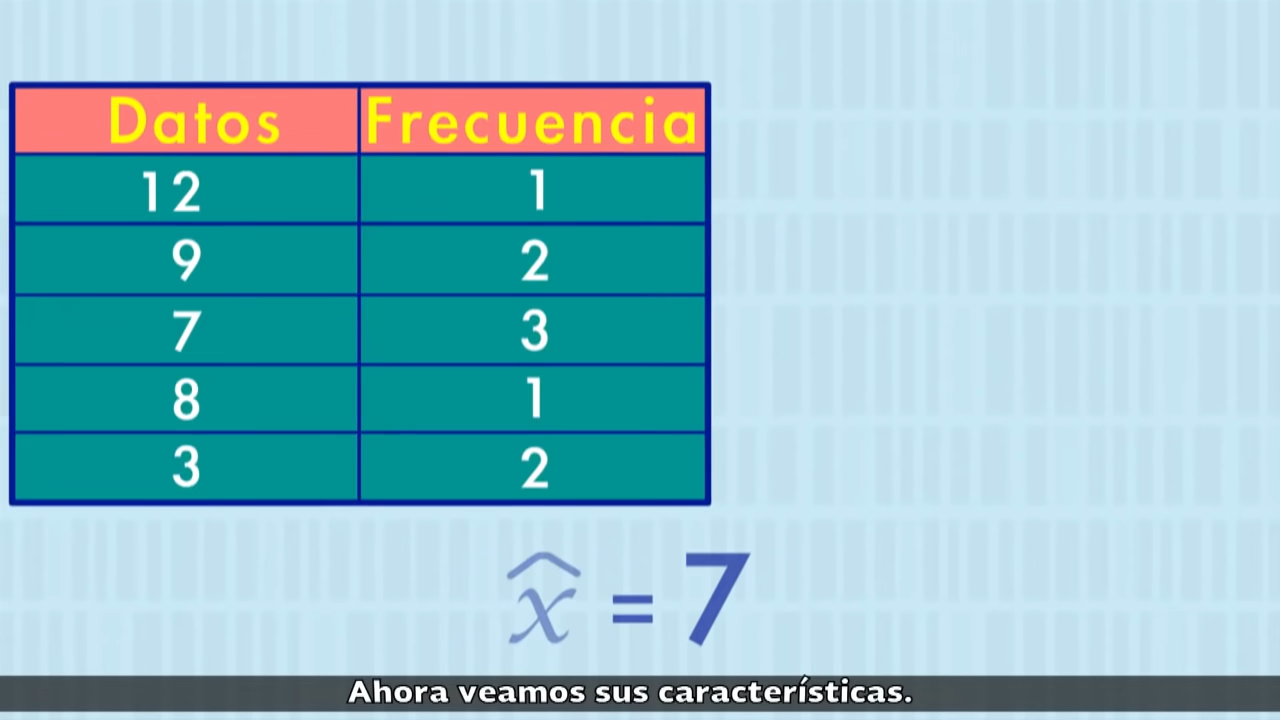 Datos Frecuencia
12 1
9 2
7 3
8 1
3 2
x̂ = 7
Ahora veamos sus características.